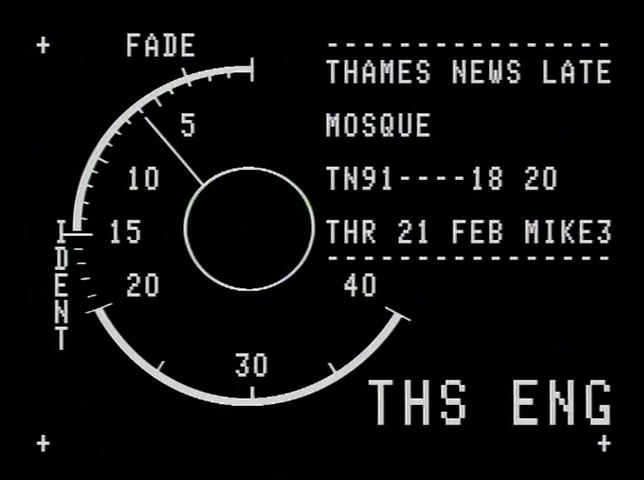 FADE
THAMES NEWS LATE
MOSQUE
TN91----18 20
THR 21 FEB MIKE3
5
10
15
20
30
40
IDENT
THS ENG